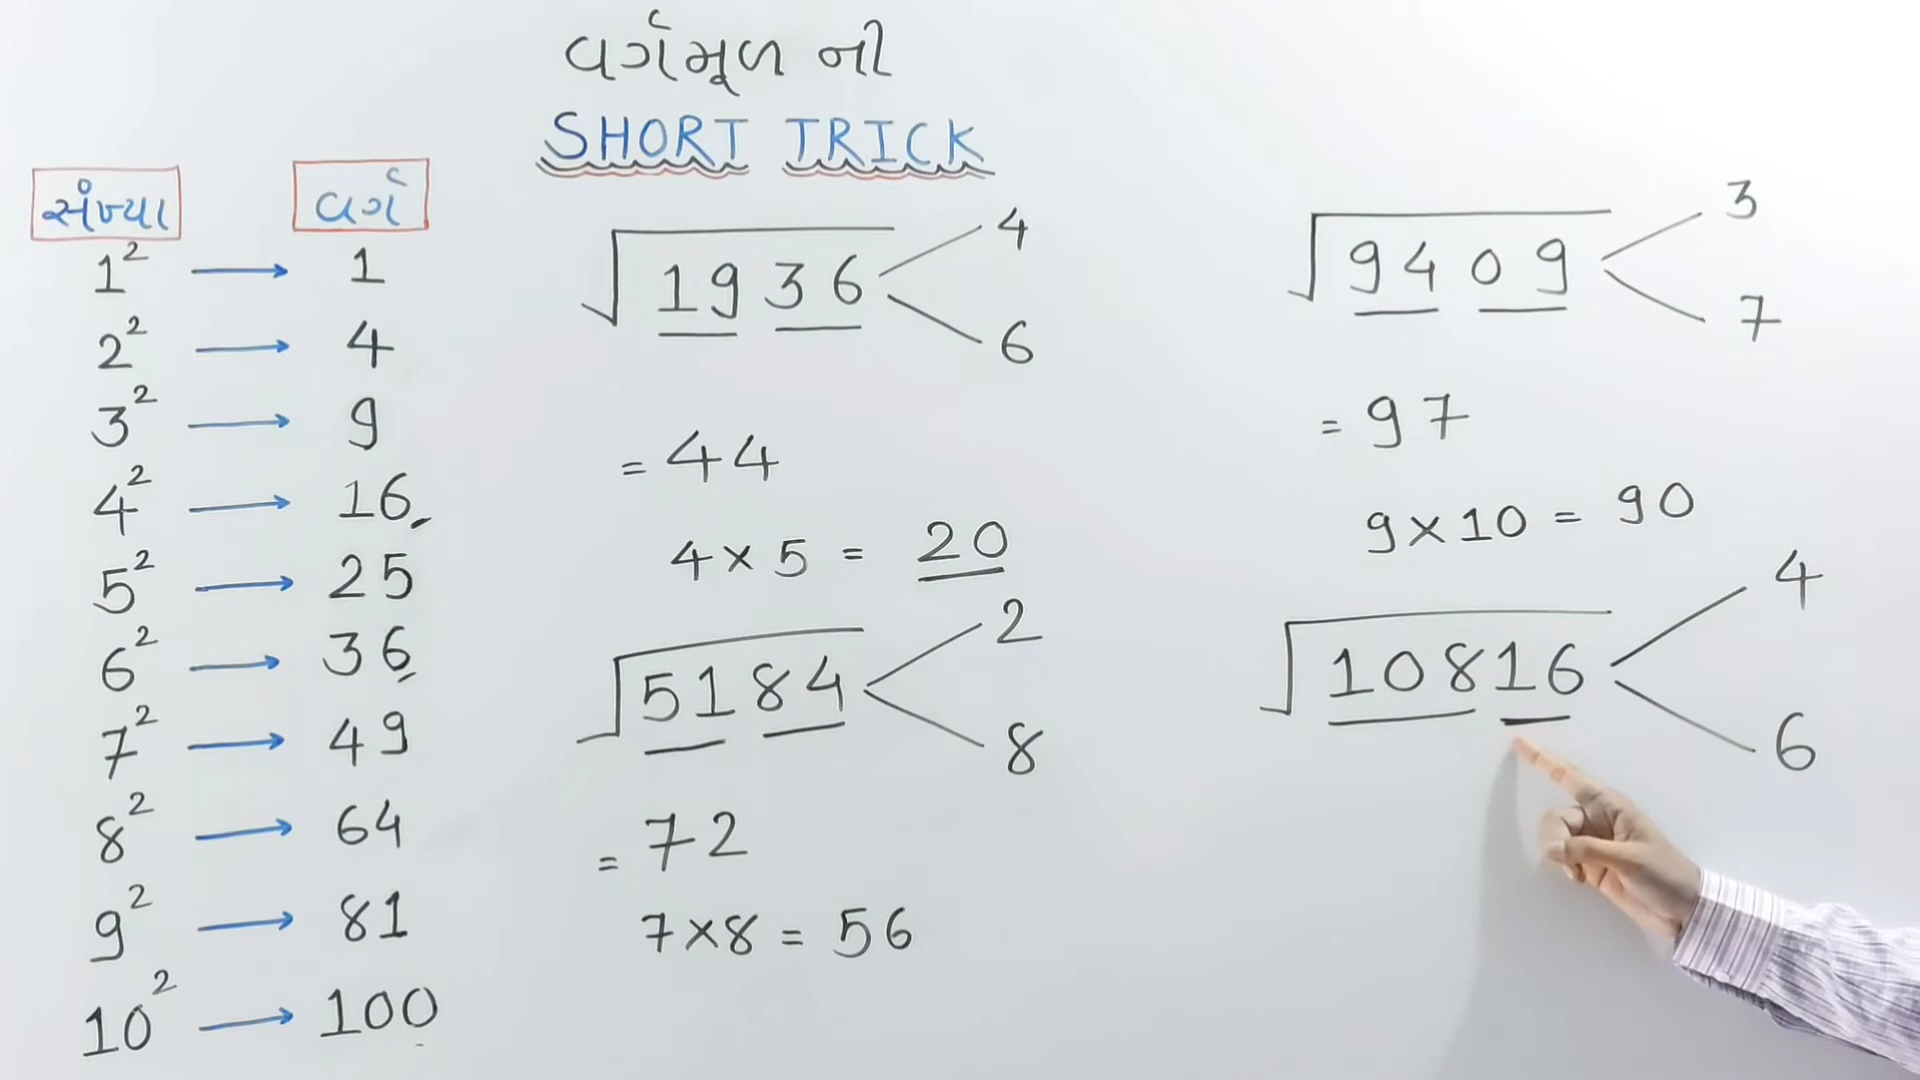 વર્ગમૂળ ની
SHORT TRICK
સંખ્યા વર્ગ
1² → 1
2² → 4
3² → 9
4² → 16
5² → 25
6² → 36
7² → 49
8² → 64
9² → 81
10² → 100
√1936 4
6
= 44
4 × 5 = 20
√5184 2
8
= 72
7 × 8 = 56
√9409 3
7
= 97
9 × 10 = 90
√10816 4
6